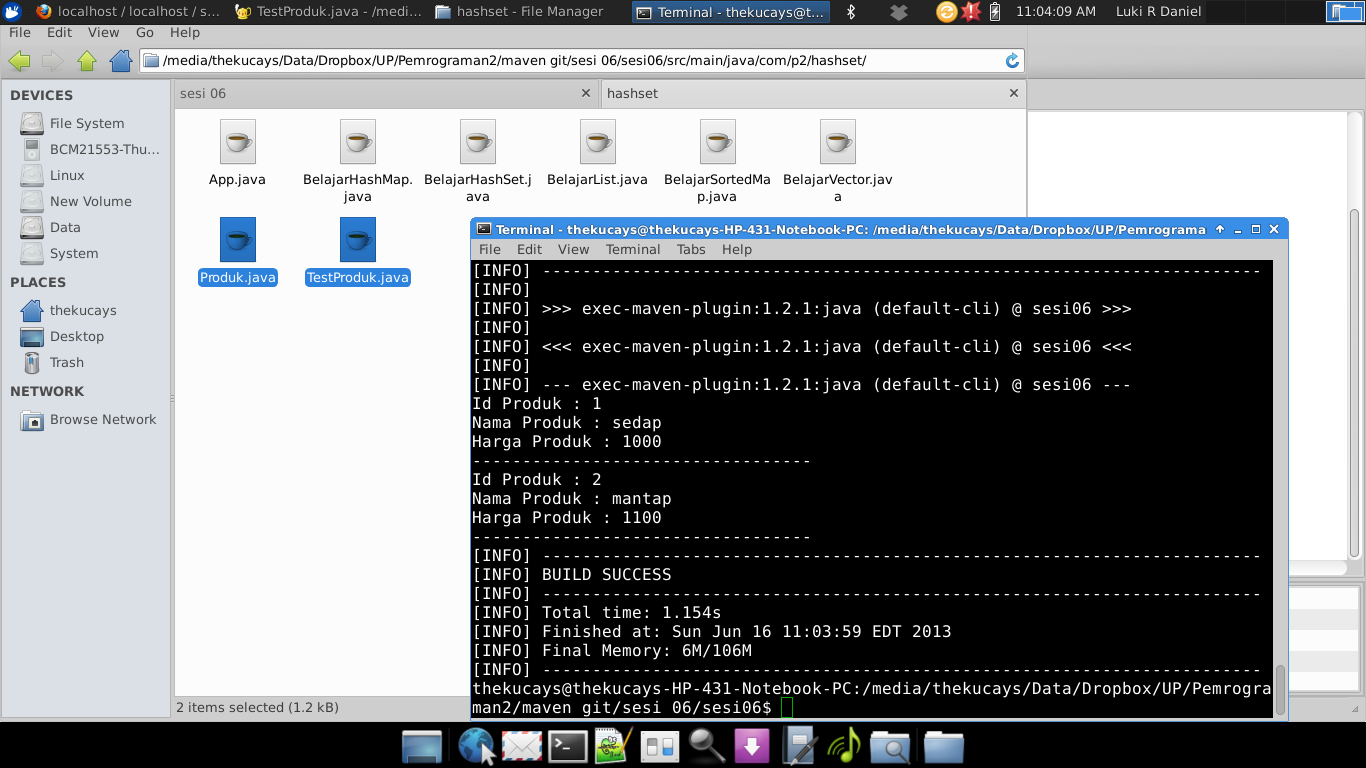 localhost / localhost / s...
TestProduk.java - /medi...
hashset - File Manager
Terminal - thekucays@t...
11:04:09 AM
Luki R Daniel
File Edit View Go Help
/media/thekucays/Data/Dropbox/UP/Pemrograman2/maven git/sesi 06/sesi06/src/main/java/com/p2/hashset/
DEVICES
File System
BCM21553-Thu...
Linux
New Volume
Data
System
PLACES
thekucays
Desktop
Trash
NETWORK
Browse Network
sesi 06
hashset
App.java
BelajarHashMap.
java
BelajarHashSet.j
ava
BelajarList.java
BelajarSortedMa
p.java
BelajarVector.jav
a
Produk.java
TestProduk.java
2 items selected (1.2 kB)
Terminal - thekucays@thekucays-HP-431-Notebook-PC: /media/thekucays/Data/Dropbox/UP/Pemrograma
File Edit View Terminal Tabs Help
[INFO] ------------------------------------------------------------------------
[INFO]
[INFO] >>> exec-maven-plugin:1.2.1:java (default-cli) @ sesi06 >>>
[INFO]
[INFO] <<< exec-maven-plugin:1.2.1:java (default-cli) @ sesi06 <<<
[INFO]
[INFO] --- exec-maven-plugin:1.2.1:java (default-cli) @ sesi06 ---
Id Produk : 1
Nama Produk : sedap
Harga Produk : 1000
----------------------------------
Id Produk : 2
Nama Produk : mantap
Harga Produk : 1100
----------------------------------
[INFO] ------------------------------------------------------------------------
[INFO] BUILD SUCCESS
[INFO] ------------------------------------------------------------------------
[INFO] Total time: 1.154s
[INFO] Finished at: Sun Jun 16 11:03:59 EDT 2013
[INFO] Final Memory: 6M/106M
[INFO] ------------------------------------------------------------------------
thekucays@thekucays-HP-431-Notebook-PC:/media/thekucays/Data/Dropbox/UP/Pemrogra
man2/maven git/sesi 06/sesi06$